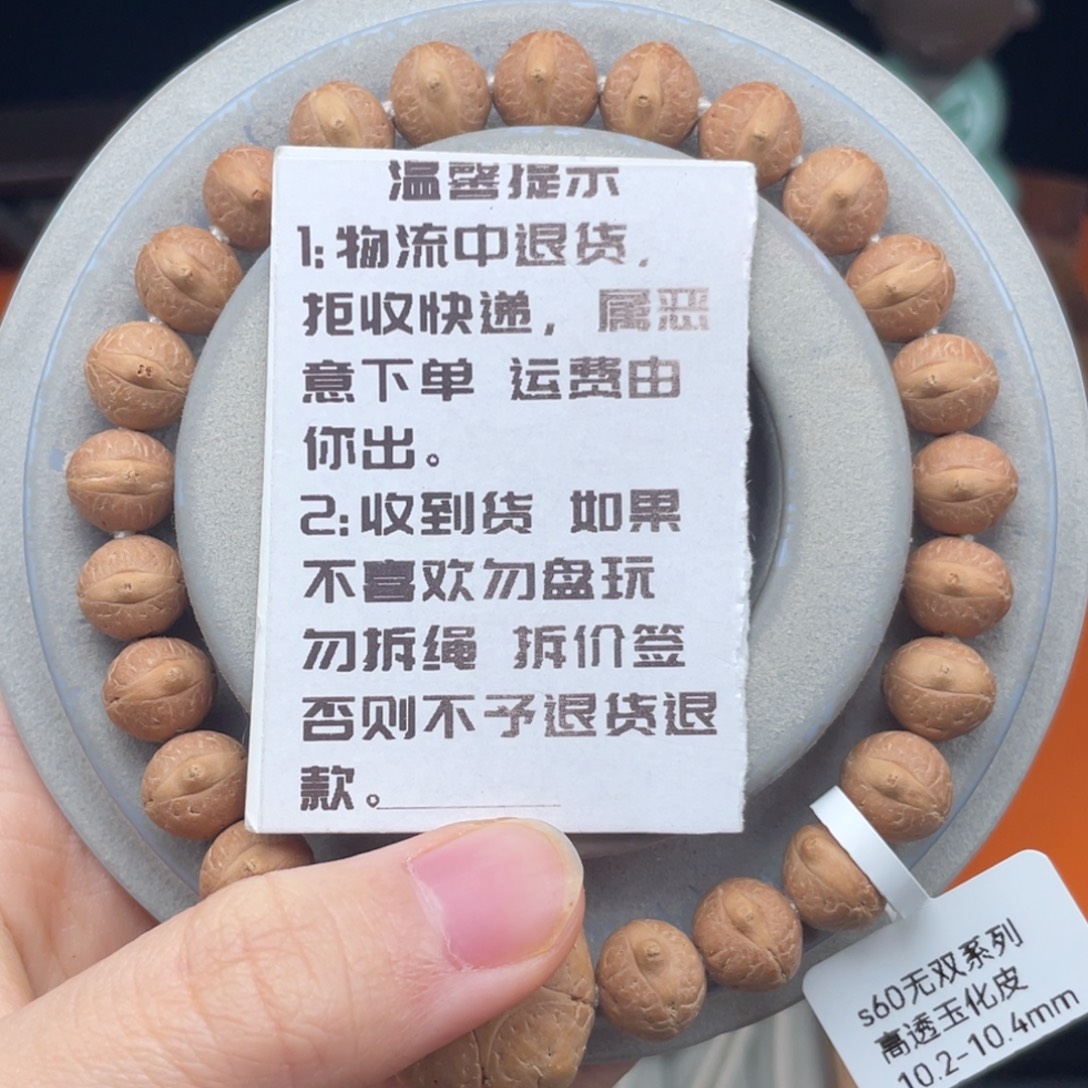 温馨提示
1:物流中退货,
拒收快递, 属恶
意下单 运费由
你出。
2:收到货 如果
不喜欢勿盘玩
勿拆绳 拆价签
否则不予退货退
款。
s60无双系列
高透玉化皮
10.2-10.4mm